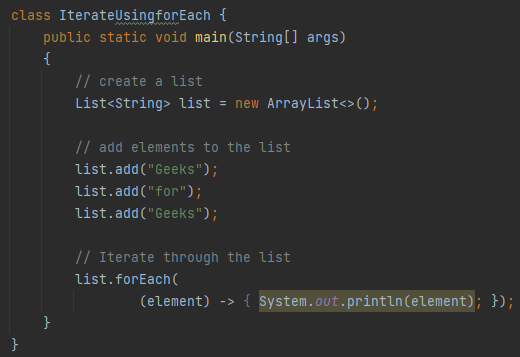 class IterateUsingforEach {
    public static void main(String[] args)
    {
        // create a list
        List<String> list = new ArrayList<>();

        // add elements to the list
        list.add("Geeks");
        list.add("for");
        list.add("Geeks");

        // Iterate through the list
        list.forEach(
                (element) -> { System.out.println(element); });
    }
}